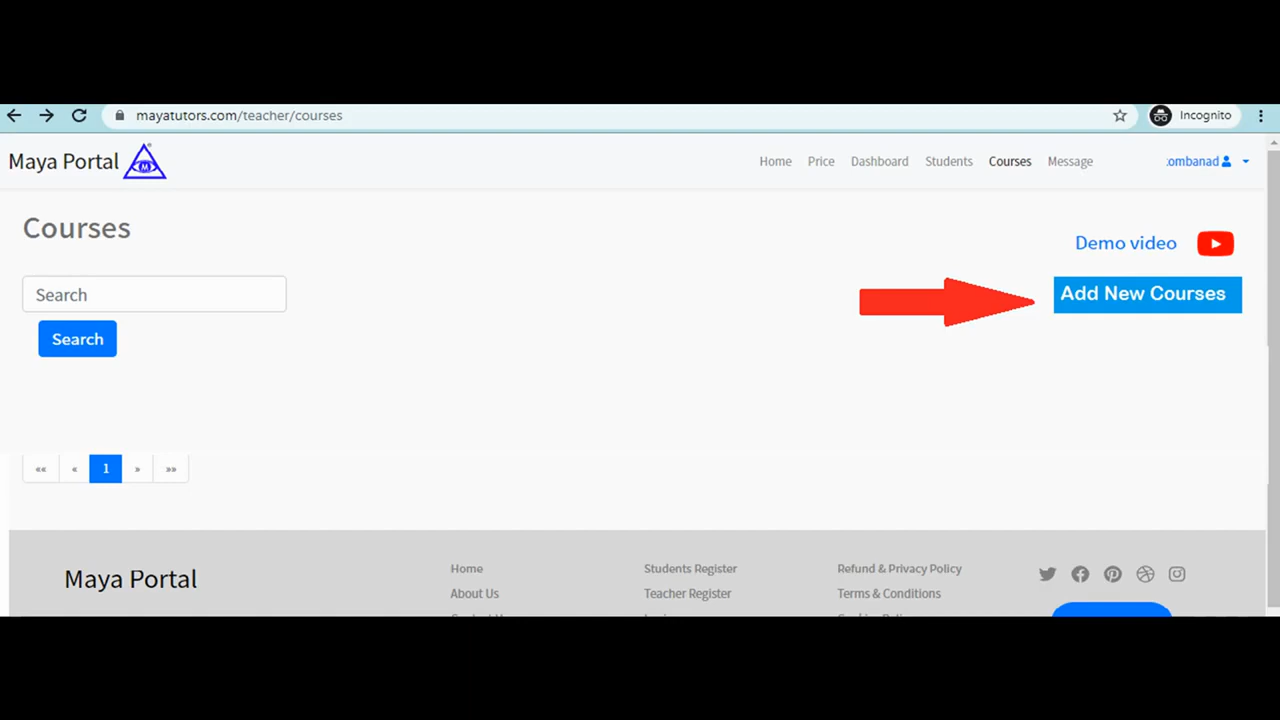 mayatutors.com/teacher/courses
Incognito
Maya Portal
M
Home Price Dashboard Students Courses Message
ombanad
Courses
Demo video
Search
Add New Courses
Search
«« « 1 » »»
Maya Portal
Home
About Us
Students Register
Teacher Register
Refund & Privacy Policy
Terms & Conditions